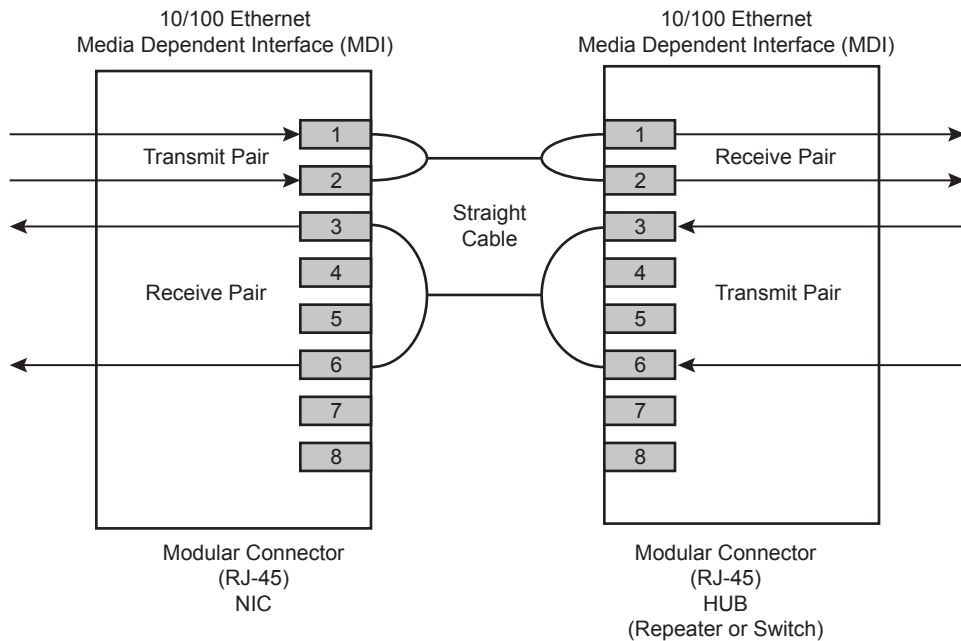 10/100 Ethernet
Media Dependent Interface (MDI)
10/100 Ethernet
Media Dependent Interface (MDI)
1
Transmit Pair
2
3
4
Receive Pair
5
6
7
8
Straight
Cable
1
Receive Pair
2
3
4
Transmit Pair
5
6
7
8
Modular Connector
(RJ-45)
NIC
Modular Connector
(RJ-45)
HUB
(Repeater or Switch)